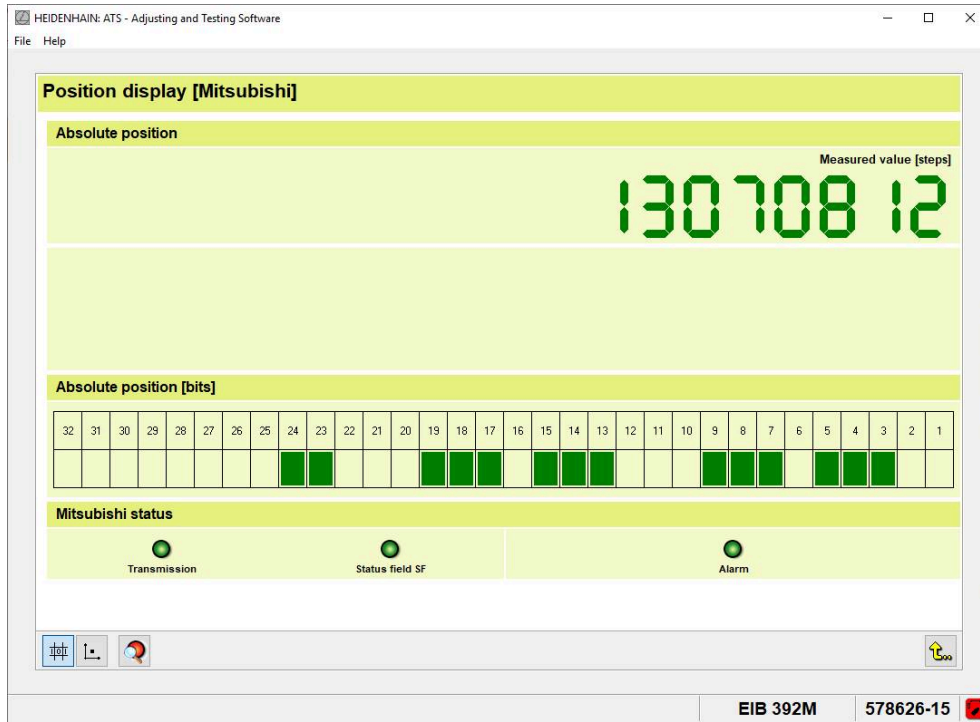 HEIDENHAIN: ATS - Adjusting and Testing Software
File Help
Position display [Mitsubishi]
Absolute position
Measured value [steps]
13070812
Absolute position [bits]
32 31 30 29 28 27 26 25 24 23 22 21 20 19 18 17 16 15 14 13 12 11 10 9 8 7 6 5 4 3 2 1
Mitsubishi status
Transmission Status field SF Alarm
EIB 392M 578626-15